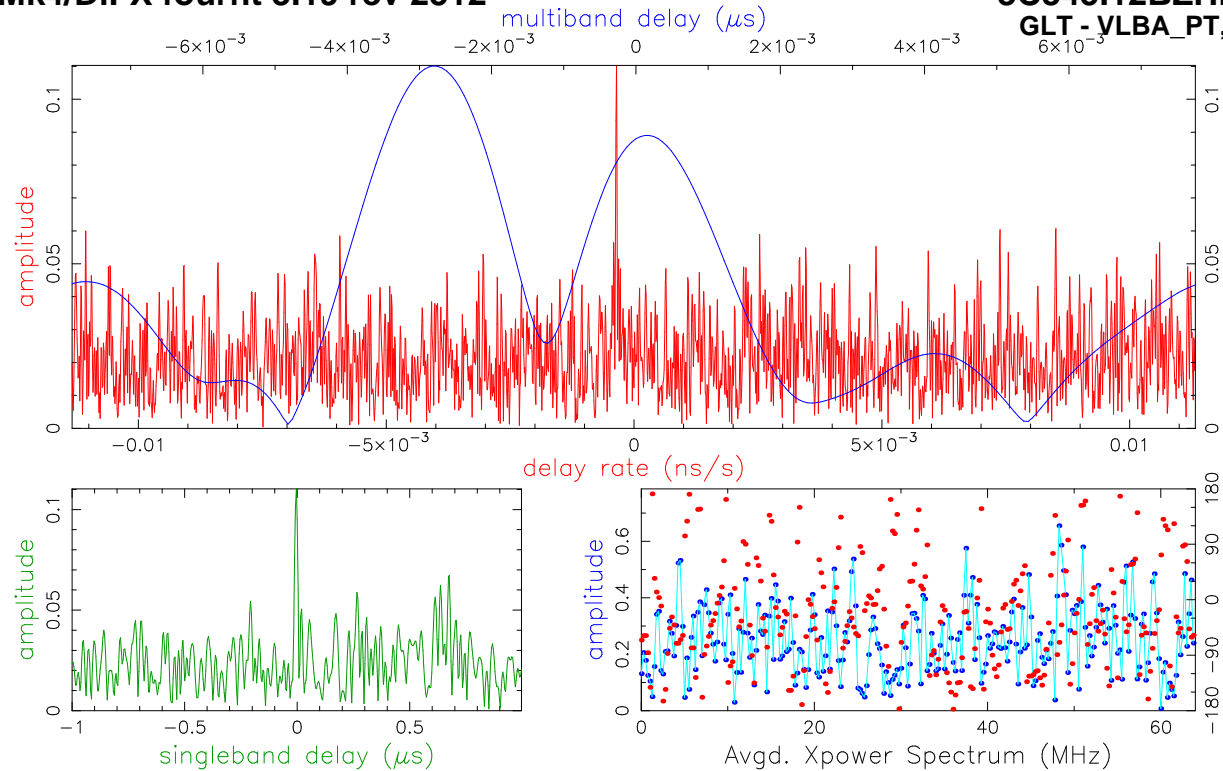 multiband delay (μs)
GLT - VLBA_PT,
−6×10⁻³ −4×10⁻³ −2×10⁻³ 0 2×10⁻³ 4×10⁻³ 6×10⁻³
0.1 0.1
0.05 0.05
0 0
amplitude
−0.01 −5×10⁻³ 0 5×10⁻³ 0.01
delay rate (ns/s)
0.1
0.05
0
amplitude
−1 −0.5 0 0.5
singleband delay (μs)
0.6
0.4
0.2
0
amplitude
180
90
0
−90
−180
0 20 40 60
Avgd. Xpower Spectrum (MHz)